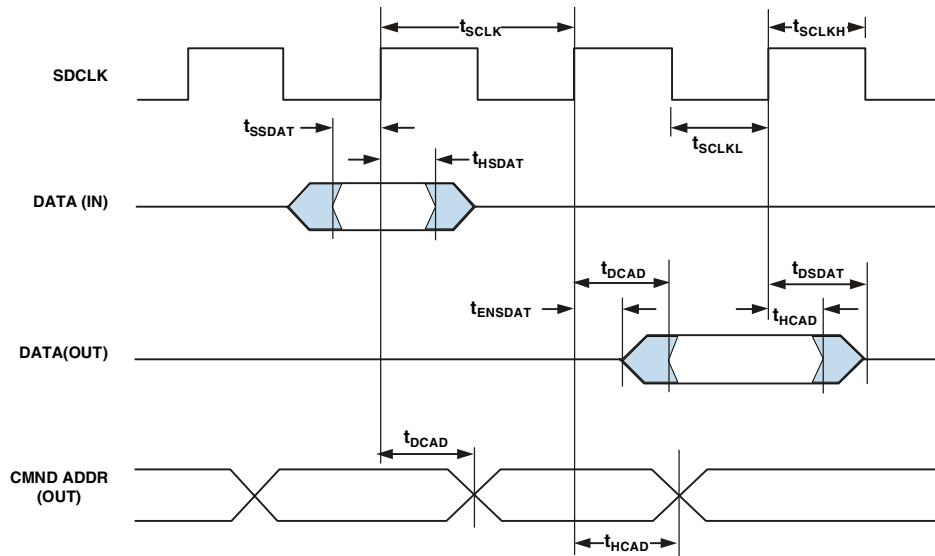 tSCLK
tSCLKH
SDCLK
tSSDAT
tHSDAT
tSCLKL
DATA (IN)
tDCAD
tDSDAT
tENSDAT
tHCAD
DATA(OUT)
tDCAD
CMND ADDR
(OUT)
tHCAD